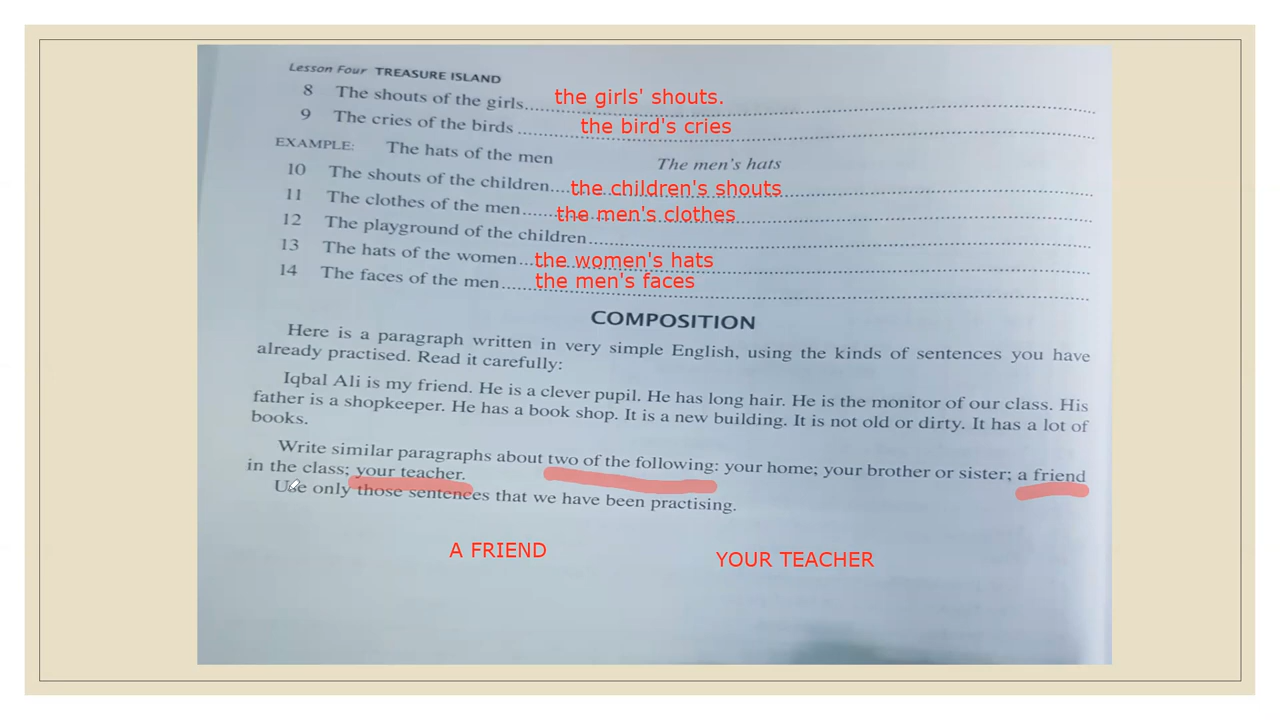 Lesson Four TREASURE ISLAND
8 The shouts of the girls.... the girls' shouts.
9 The cries of the birds .... the bird's cries
EXAMPLE: The hats of the men The men's hats
10 The shouts of the children.... the children's shouts
11 The clothes of the men.... the men's clothes
12 The playground of the children....
13 The hats of the women.... the women's hats
14 The faces of the men.... the men's faces
COMPOSITION
Here is a paragraph written in very simple English, using the kinds of sentences you have
already practised. Read it carefully:
Iqbal Ali is my friend. He is a clever pupil. He has long hair. He is the monitor of our class. His
father is a shopkeeper. He has a book shop. It is a new building. It is not old or dirty. It has a lot of
books.
Write similar paragraphs about two of the following: your home; your brother or sister; a friend
in the class; your teacher.
Use only those sentences that we have been practising.
A FRIEND YOUR TEACHER